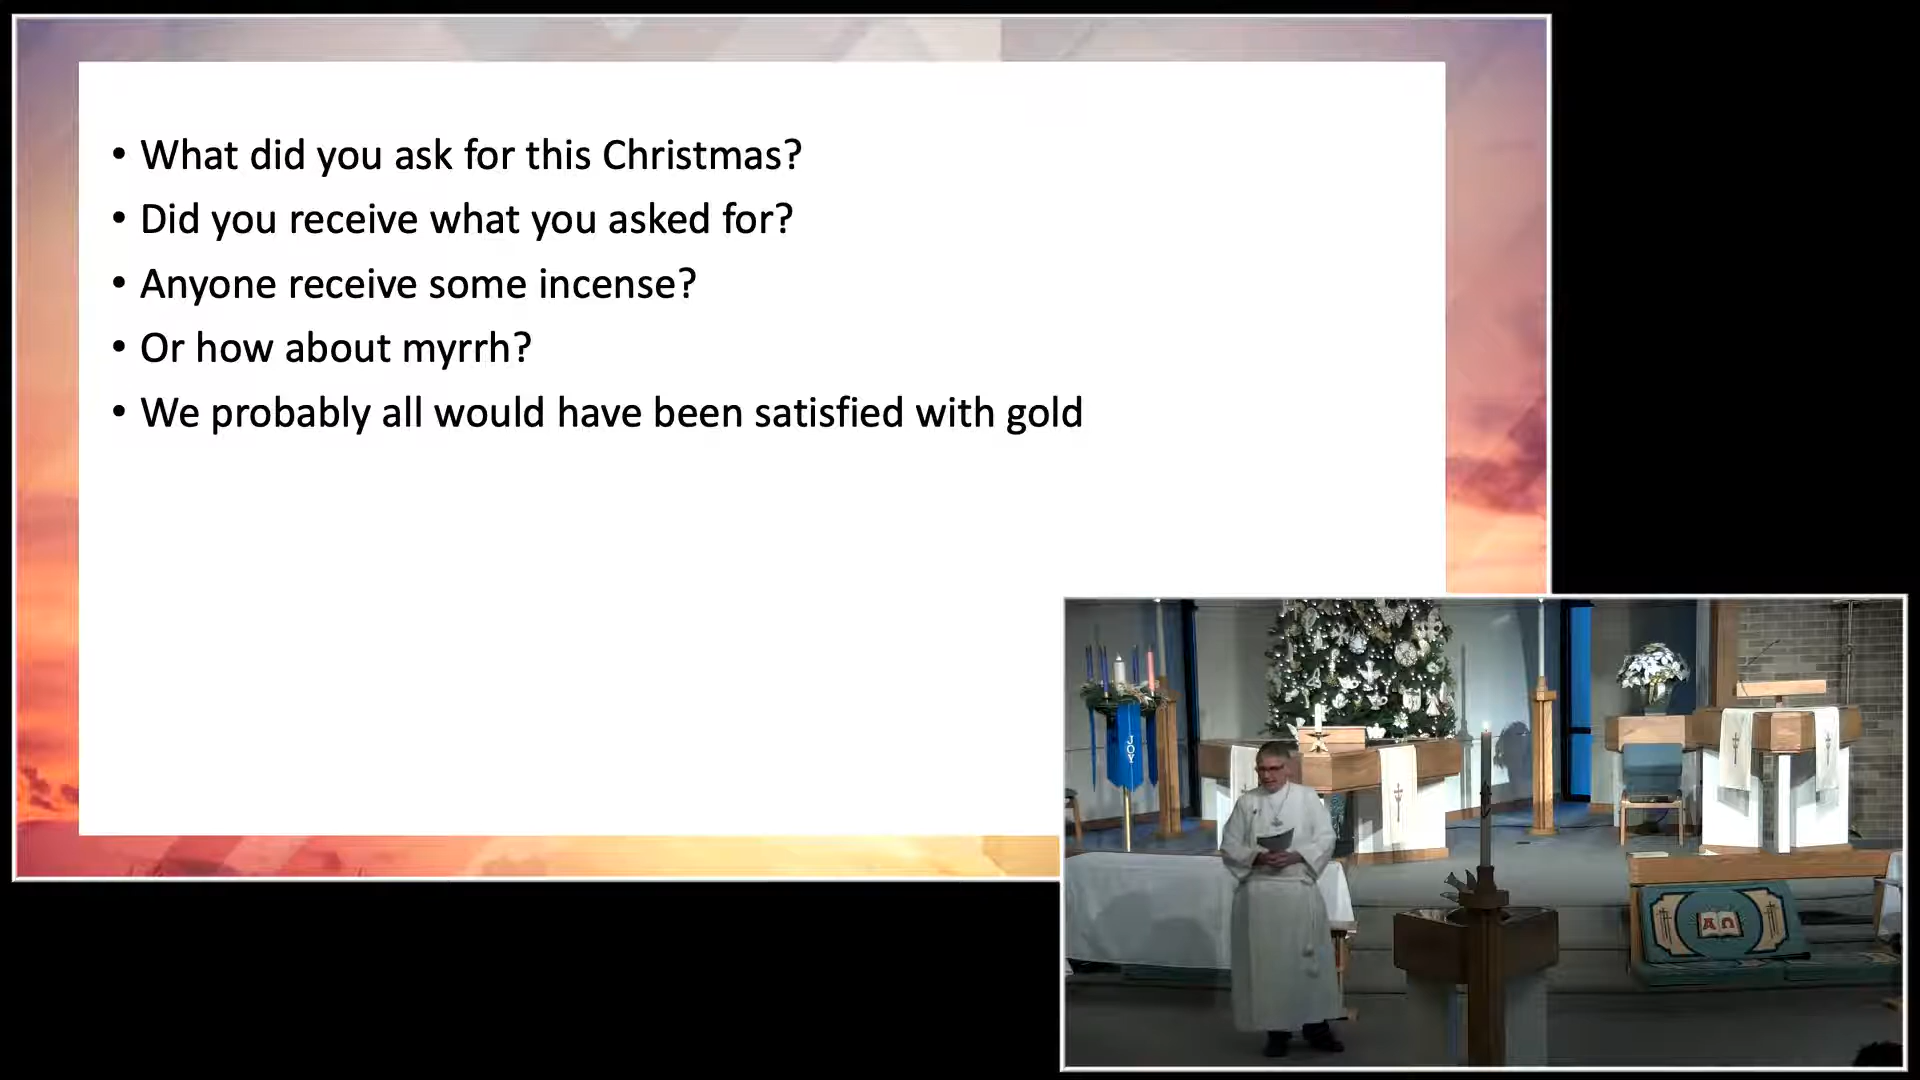 • What did you ask for this Christmas?
• Did you receive what you asked for?
• Anyone receive some incense?
• Or how about myrrh?
• We probably all would have been satisfied with gold
JOY
Α Ω